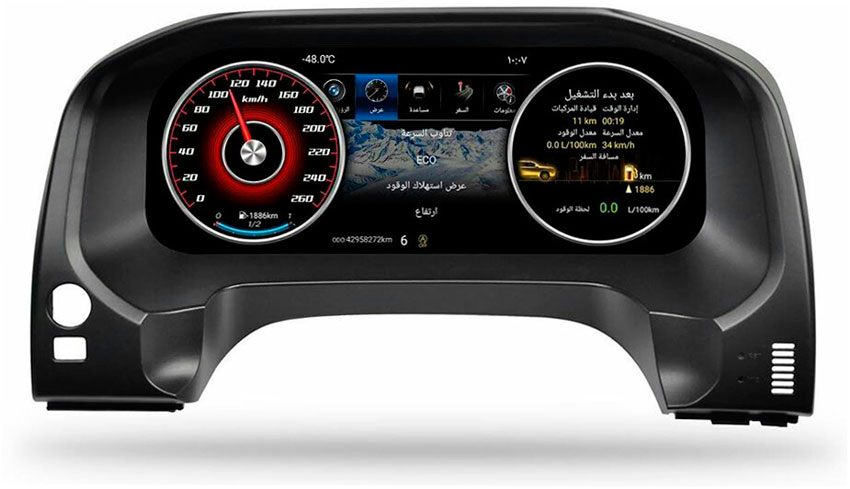 -48.0°C
١٠:٠٧
عرض
مساعدة
السفر
120 140
100 160
km/h
80 180
60 200
40 220
20 240
0 260
0 1
-1886km
1/2
تناوب السرعة
ECO
عرض استهلاك الوقود
ارتفاع
ODO 42958272km 6
OFF
بعد بدء التشغيل
إدارة الوقت قيادة المركبات
11 km 00:19
معدل السرعة معدل الوقود
0.0 L/100km 34 km/h
مسافة السفر
km
1886
لحظة الوقود 0.0 L/100km